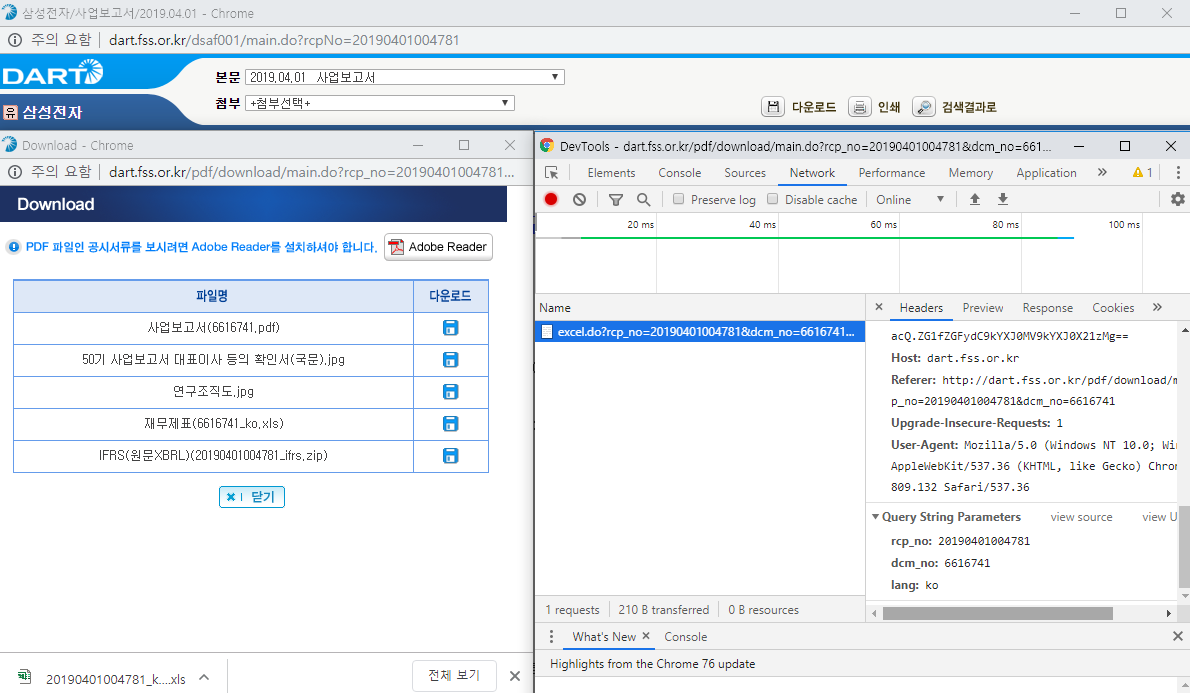 삼성전자/사업보고서/2019.04.01 - Chrome
주의 요함 | dart.fss.or.kr/dsaf001/main.do?rcpNo=20190401004781
DART
본문 2019.04.01 사업보고서
유 삼성전자
첨부 +첨부선택+
다운로드 인쇄 검색결과로
Download - Chrome
주의 요함 | dart.fss.or.kr/pdf/download/main.do?rcp_no=20190401004781...
Download
PDF 파일인 공시서류를 보시려면 Adobe Reader를 설치하셔야 합니다. Adobe Reader
파일명 다운로드
사업보고서(6616741.pdf)
50기 사업보고서 대표이사 등의 확인서(국문).jpg
연구조직도.jpg
재무제표(6616741_ko.xls)
IFRS(원문XBRL)(20190401004781_ifrs.zip)
닫기
20190401004781_k....xls
전체 보기
DevTools - dart.fss.or.kr/pdf/download/main.do?rcp_no=20190401004781&dcm_no=661...
Elements Console Sources Network Performance Memory Application » 1
Preserve log Disable cache Online
20 ms 40 ms 60 ms 80 ms 100 ms
Name
excel.do?rcp_no=20190401004781&dcm_no=6616741...
1 requests 210 B transferred 0 B resources
Headers Preview Response Cookies »
acQ.ZG1fZGFydC9kYXJ0MV9kYXJ0X21zMg==
Host: dart.fss.or.kr
Referer: http://dart.fss.or.kr/pdf/download/m
p_no=20190401004781&dcm_no=6616741
Upgrade-Insecure-Requests: 1
User-Agent: Mozilla/5.0 (Windows NT 10.0; Win
AppleWebKit/537.36 (KHTML, like Gecko) Chrom
809.132 Safari/537.36
Query String Parameters view source view U
rcp_no: 20190401004781
dcm_no: 6616741
lang: ko
What's New Console
Highlights from the Chrome 76 update